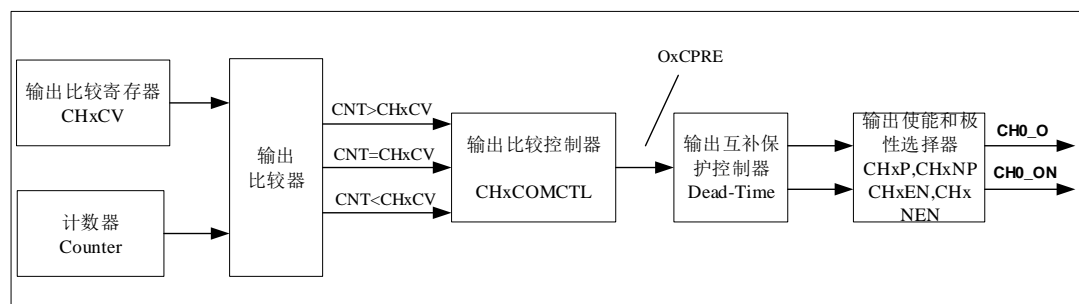 输出比较寄存器
CHxCV
计数器
Counter
输出
比较器
CNT>CHxCV
CNT=CHxCV
CNT<CHxCV
输出比较控制器
CHxCOMCTL
OxCPRE
输出互补保
护控制器
Dead-Time
输出使能和极
性选择器
CHxP,CHxNP
CHxEN,CHx
NEN
CH0_O
CH0_ON